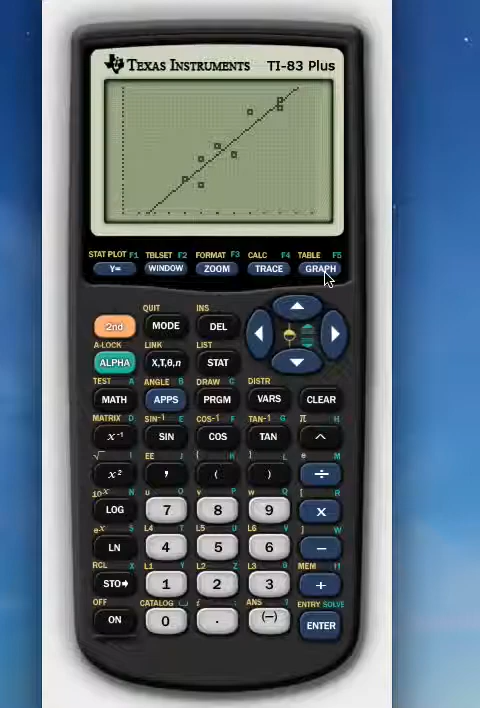 TEXAS INSTRUMENTS TI-83 Plus
STAT PLOT F1 TBLSET F2 FORMAT F3 CALC F4 TABLE F5
Y= WINDOW ZOOM TRACE GRAPH
QUIT INS
2nd MODE DEL
A-LOCK LINK LIST
ALPHA X,T,θ,n STAT
TEST A ANGLE B DRAW C DISTR
MATH APPS PRGM VARS CLEAR
MATRIX D SIN-1 E COS-1 F TAN-1 G π H
x-1 SIN COS TAN ^
√ I EE J { K } L e M
x² , ( ) ÷
10x N u O v P w Q [ R
LOG 7 8 9 x
ex S L4 T L5 U L6 V ] W
LN 4 5 6 −
RCL X L1 Y L2 Z L3 θ MEM "
STO➔ 1 2 3 +
OFF CATALOG i : ANS ? ENTRY SOLVE
ON 0 . (−) ENTER